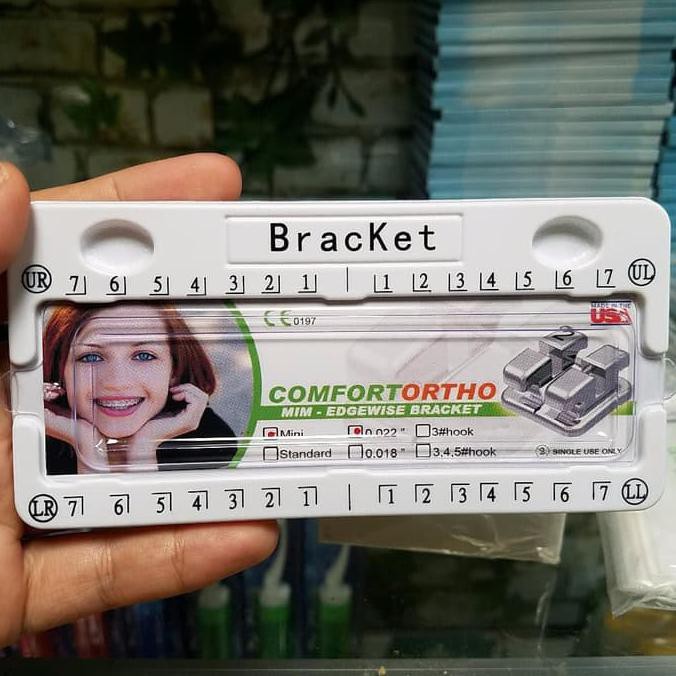 BracKet
UR 7 6 5 4 3 2 1 1 2 3 4 5 6 7 UL
CE 0197
MADE IN THE
USA
COMFORTORTHO
MIM - EDGEWISE BRACKET
Mini 0.022 " 3#hook
Standard 0.018 " 3,4,5#hook
2 SINGLE USE ONLY
LR 7 6 5 4 3 2 1 1 2 3 4 5 6 7 LL